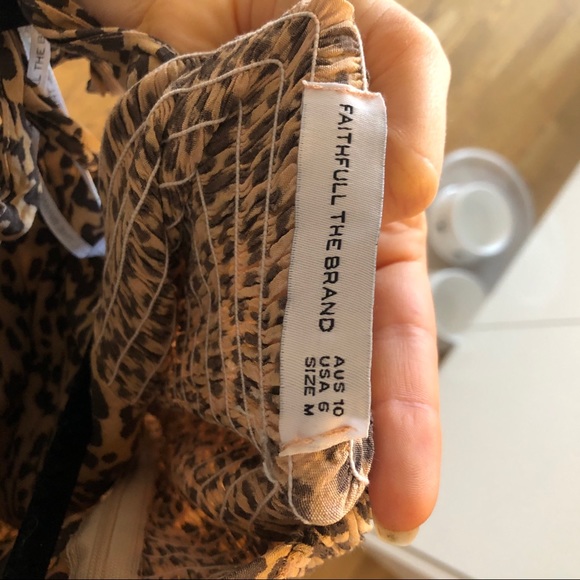 FAITHFULL THE BRAND
AUS 10
USA 6
SIZE M